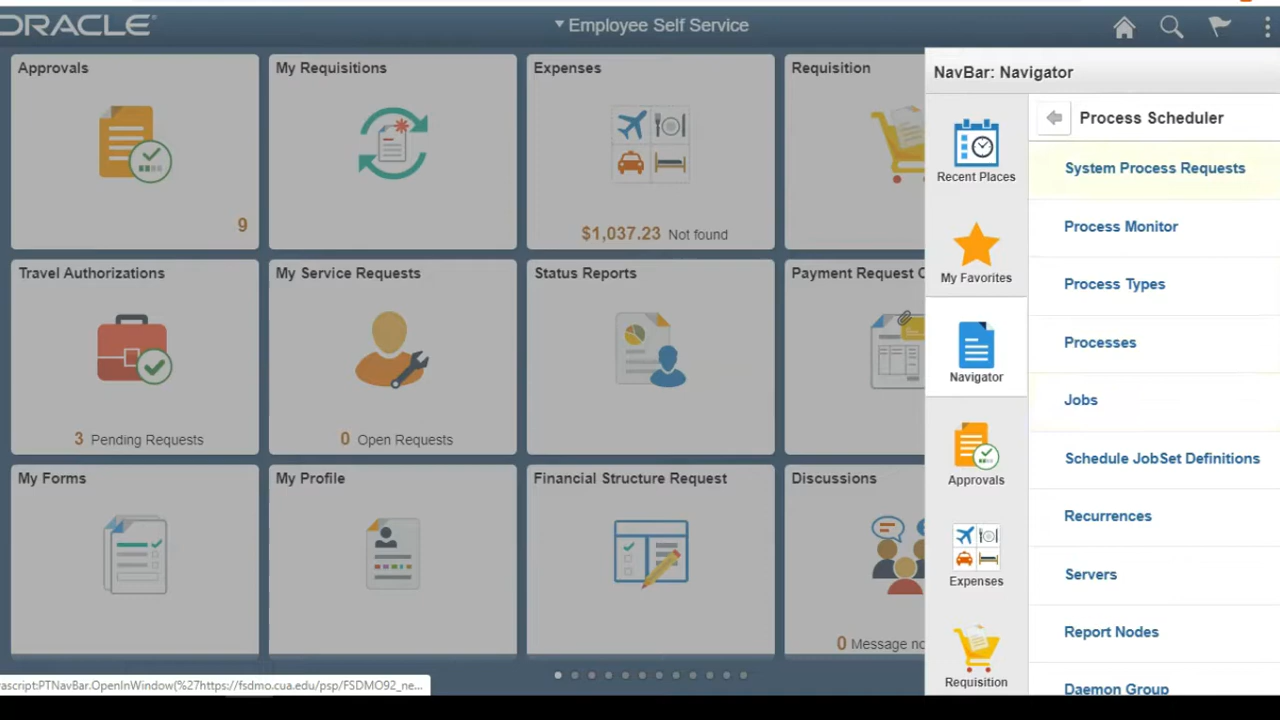 ORACLE
Employee Self Service
Approvals
9
My Requisitions
Expenses
$1,037.23 Not found
Requisition
Travel Authorizations
3 Pending Requests
My Service Requests
0 Open Requests
Status Reports
Payment Request C
My Forms
My Profile
Financial Structure Request
Discussions
0 Message no
NavBar: Navigator
Recent Places
My Favorites
Navigator
Approvals
Expenses
Requisition
Process Scheduler
System Process Requests
Process Monitor
Process Types
Processes
Jobs
Schedule JobSet Definitions
Recurrences
Servers
Report Nodes
Daemon Group
ascript:PTNavBar.OpenInWindow(%27https://fsdmo.cua.edu/psp/FSDMO92_ne...